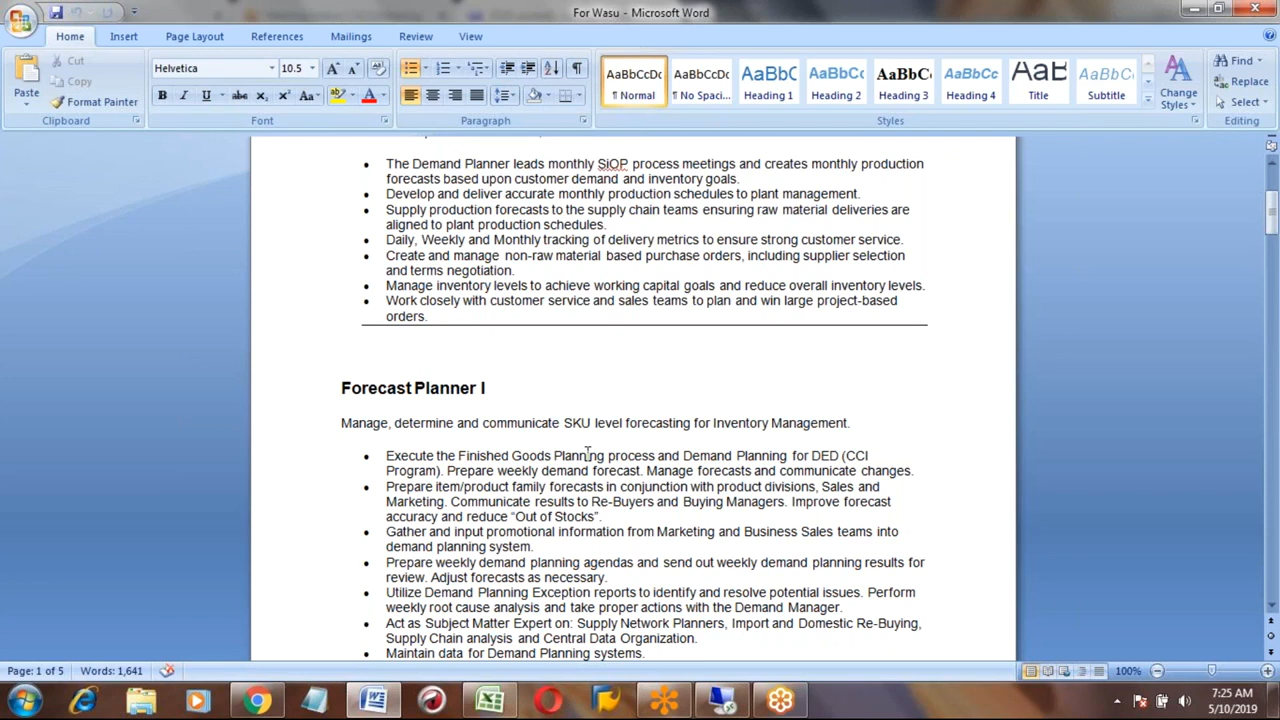 For Wasu - Microsoft Word
Home Insert Page Layout References Mailings Review View
Paste
Cut
Copy
Format Painter
Clipboard
Helvetica 10.5
Font
Paragraph
AaBbCcDc AaBbCcDc AaBbC AaBbCc AaBbCc AaBbCc AaB AaBbCc
¶ Normal ¶ No Spaci... Heading 1 Heading 2 Heading 3 Heading 4 Title Subtitle
Change Styles
Styles
Find
Replace
Select
Editing
• The Demand Planner leads monthly SiOP process meetings and creates monthly production
forecasts based upon customer demand and inventory goals.
• Develop and deliver accurate monthly production schedules to plant management.
• Supply production forecasts to the supply chain teams ensuring raw material deliveries are
aligned to plant production schedules.
• Daily, Weekly and Monthly tracking of delivery metrics to ensure strong customer service.
• Create and manage non-raw material based purchase orders, including supplier selection
and terms negotiation.
• Manage inventory levels to achieve working capital goals and reduce overall inventory levels.
• Work closely with customer service and sales teams to plan and win large project-based
orders.
Forecast Planner I
Manage, determine and communicate SKU level forecasting for Inventory Management.
• Execute the Finished Goods Planning process and Demand Planning for DED (CCI
Program). Prepare weekly demand forecast. Manage forecasts and communicate changes.
• Prepare item/product family forecasts in conjunction with product divisions, Sales and
Marketing. Communicate results to Re-Buyers and Buying Managers. Improve forecast
accuracy and reduce “Out of Stocks”.
• Gather and input promotional information from Marketing and Business Sales teams into
demand planning system.
• Prepare weekly demand planning agendas and send out weekly demand planning results for
review. Adjust forecasts as necessary.
• Utilize Demand Planning Exception reports to identify and resolve potential issues. Perform
weekly root cause analysis and take proper actions with the Demand Manager.
• Act as Subject Matter Expert on: Supply Network Planners, Import and Domestic Re-Buying,
Supply Chain analysis and Central Data Organization.
• Maintain data for Demand Planning systems.
Page: 1 of 5 Words: 1,641 100%
7:25 AM
5/10/2019